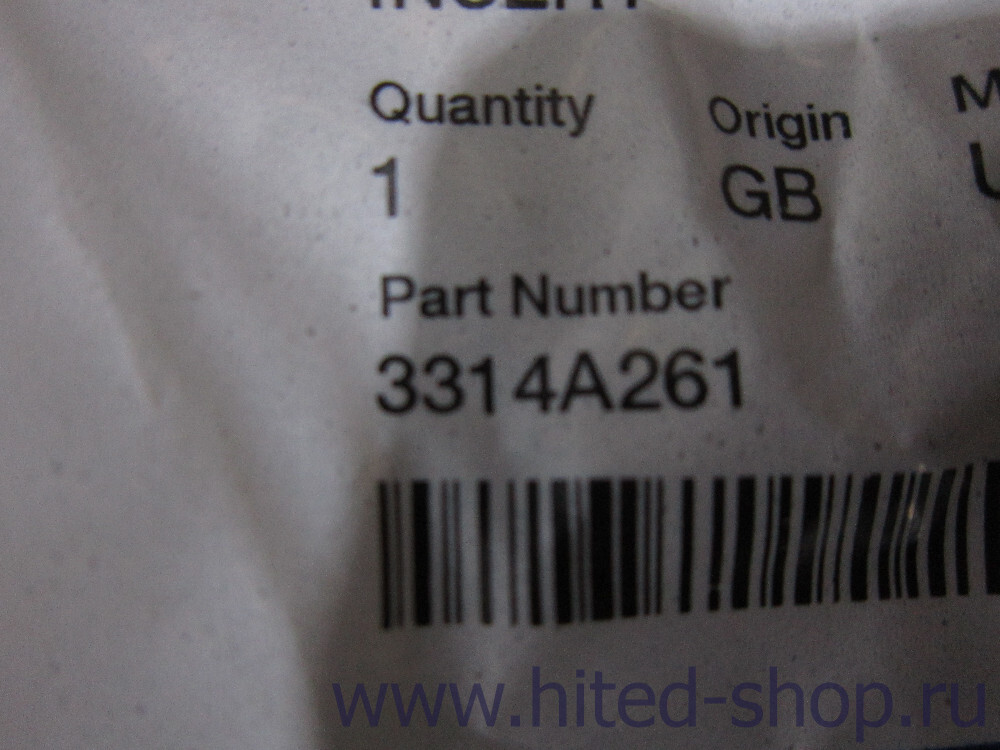 Quantity Origin
1 GB
Part Number
3314A261
www.hited-shop.ru